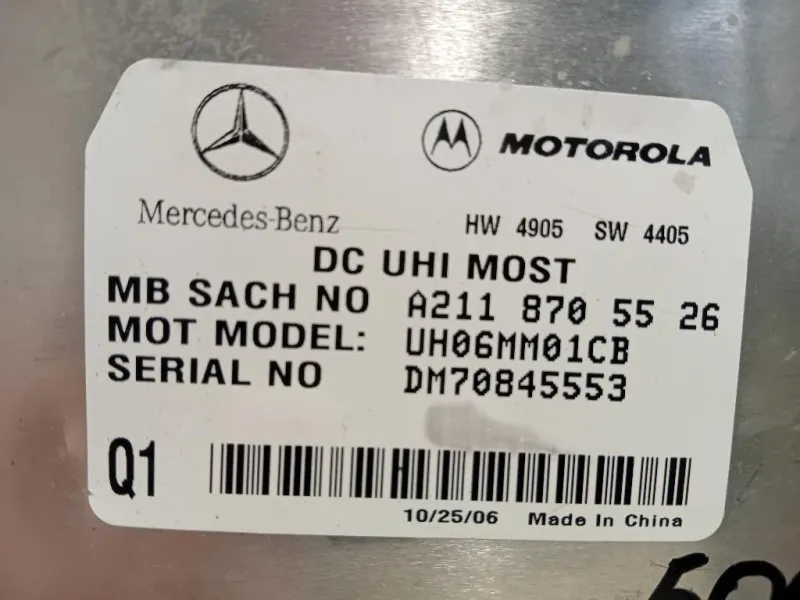 MOTOROLA
Mercedes-Benz
HW 4905 SW 4405
DC UHI MOST
MB SACH NO A211 870 55 26
MOT MODEL: UH06MM01CB
SERIAL NO DM70845553
Q1
10/25/06 Made In China